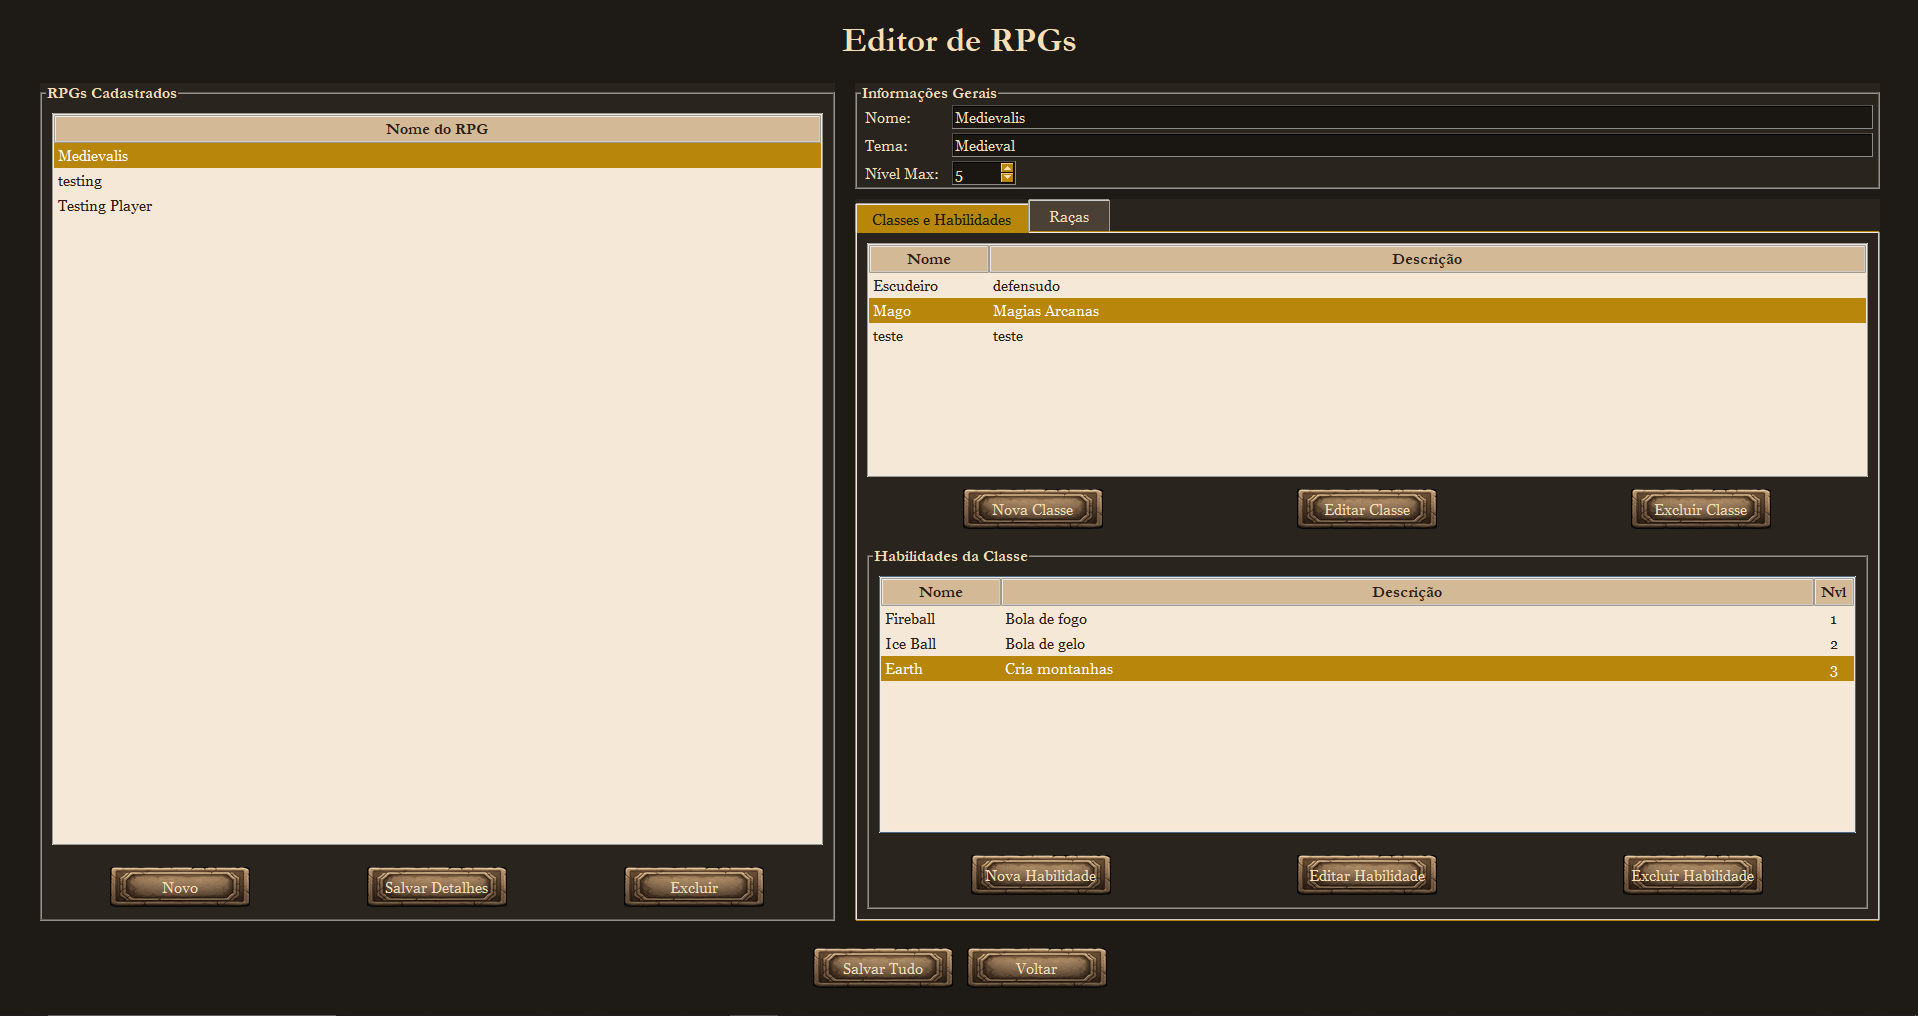 Editor de RPGs
RPGs Cadastrados
Nome do RPG
Medievalis
testing
Testing Player
Novo
Salvar Detalhes
Excluir
Informações Gerais
Nome: Medievalis
Tema: Medieval
Nível Max: 5
Classes e Habilidades Raças
Nome Descrição
Escudeiro defensudo
Mago Magias Arcanas
teste teste
Nova Classe Editar Classe Excluir Classe
Habilidades da Classe
Nome Descrição Nvl
Fireball Bola de fogo 1
Ice Ball Bola de gelo 2
Earth Cria montanhas 3
Nova Habilidade Editar Habilidade Excluir Habilidade
Salvar Tudo Voltar